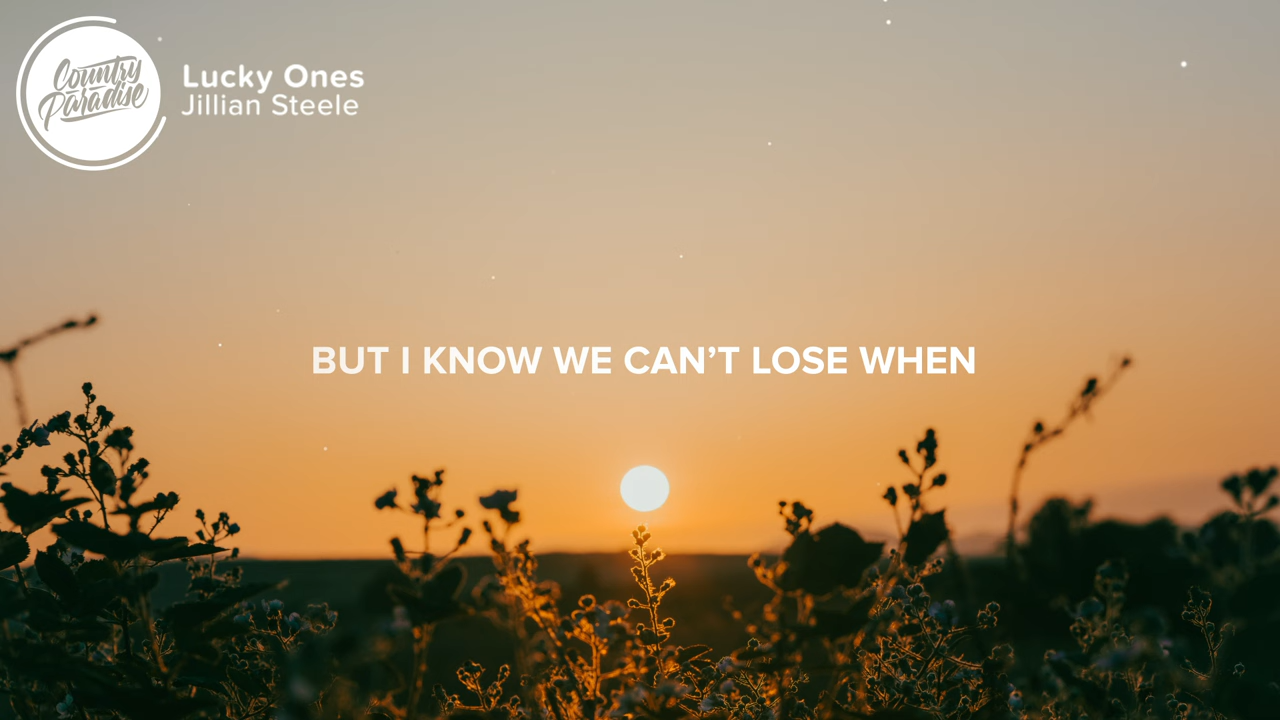 Country
Paradise
Lucky Ones
Jillian Steele
BUT I KNOW WE CAN’T LOSE WHEN